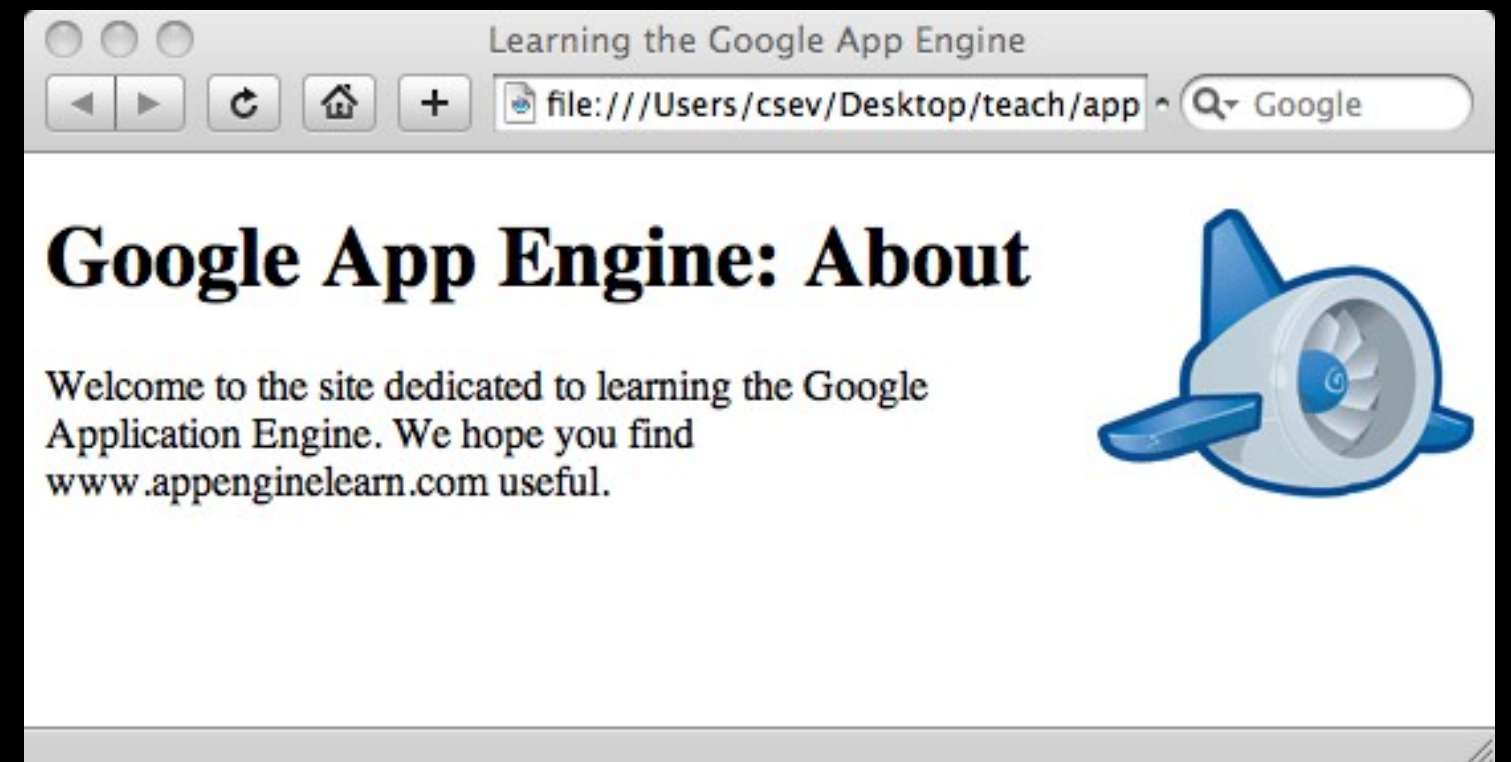 Learning the Google App Engine
file:///Users/csev/Desktop/teach/app
Google
Google App Engine: About
Welcome to the site dedicated to learning the Google
Application Engine. We hope you find
www.appenginelearn.com useful.